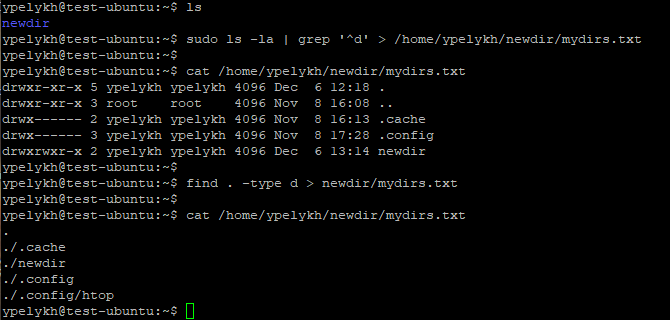 ypelykh@test-ubuntu:~$ ls
newdir
ypelykh@test-ubuntu:~$ sudo ls -la | grep '^d' > /home/ypelykh/newdir/mydirs.txt
ypelykh@test-ubuntu:~$
ypelykh@test-ubuntu:~$ cat /home/ypelykh/newdir/mydirs.txt
drwxr-xr-x 5 ypelykh ypelykh 4096 Dec  6 12:18 .
drwxr-xr-x 3 root    root    4096 Nov  8 16:08 ..
drwx------ 2 ypelykh ypelykh 4096 Nov  8 16:13 .cache
drwx------ 3 ypelykh ypelykh 4096 Nov  8 17:28 .config
drwxrwxr-x 2 ypelykh ypelykh 4096 Dec  6 13:14 newdir
ypelykh@test-ubuntu:~$
ypelykh@test-ubuntu:~$ find . -type d > newdir/mydirs.txt
ypelykh@test-ubuntu:~$
ypelykh@test-ubuntu:~$ cat /home/ypelykh/newdir/mydirs.txt
.
./.cache
./newdir
./.config
./.config/htop
ypelykh@test-ubuntu:~$